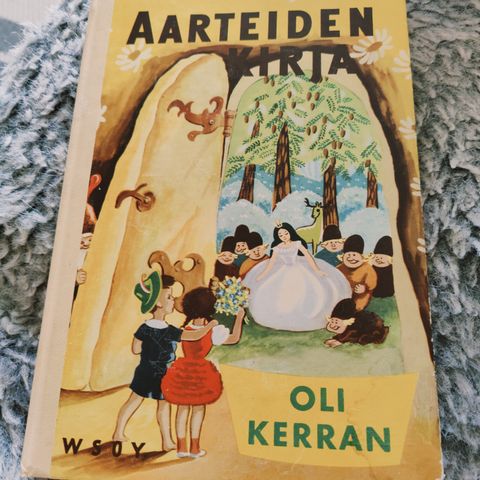 AARTEIDEN
KIRJA
OLI
KERRAN
WSOY